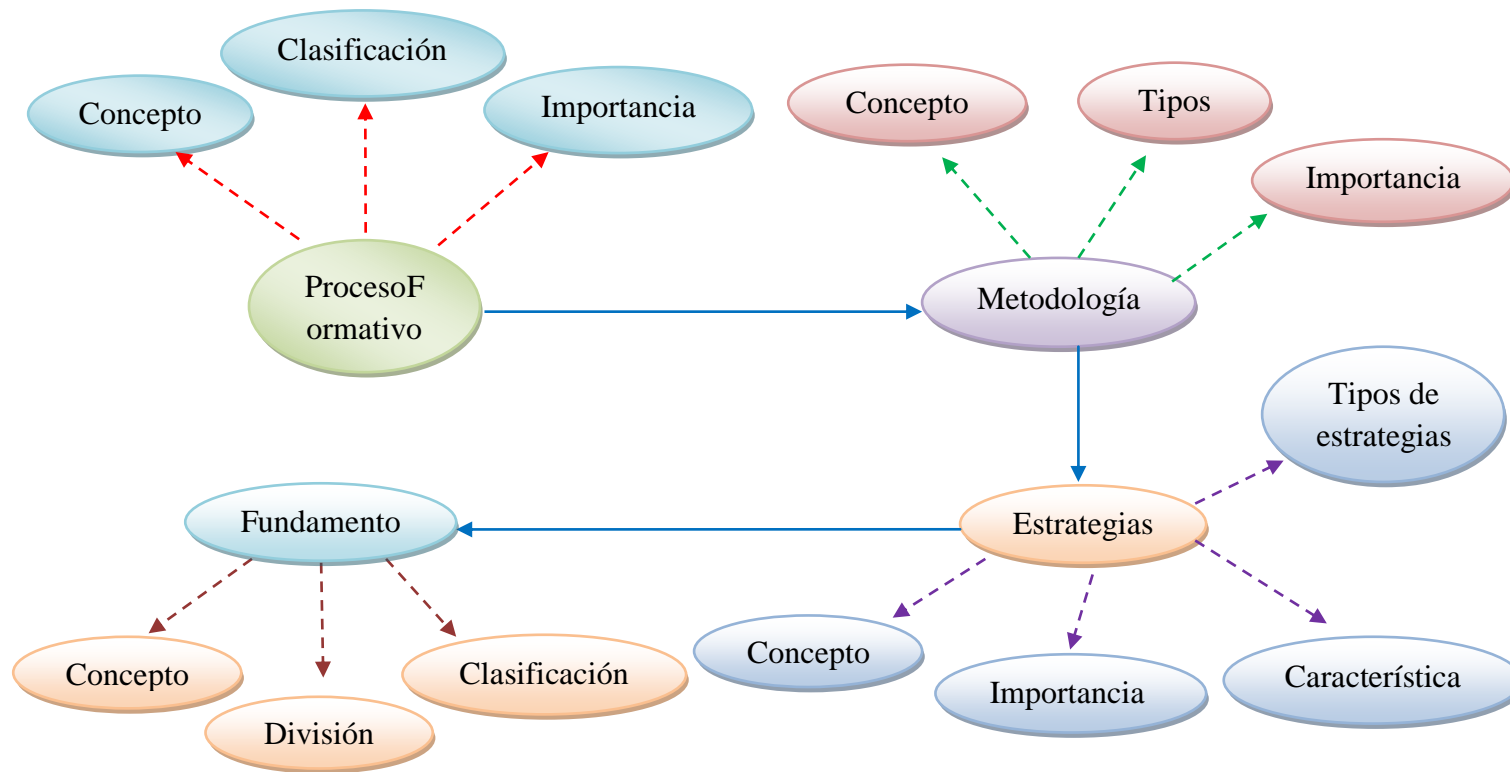 Clasificación
Concepto
Importancia
ProcesoF
ormativo
Concepto
Tipos
Importancia
Metodología
Tipos de
estrategias
Estrategias
Concepto
Importancia
Característica
Fundamento
Concepto
División
Clasificación